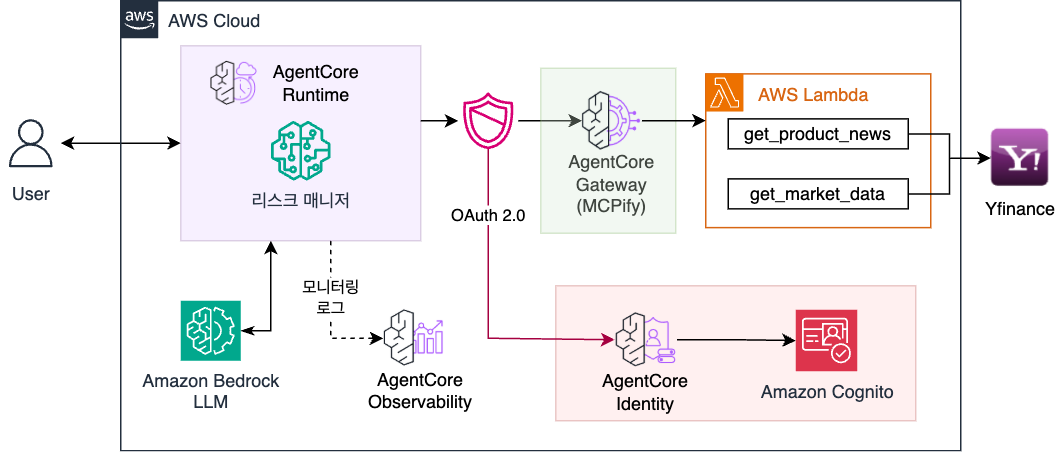 aws
AWS Cloud
AgentCore
Runtime
리스크 매니저
User
OAuth 2.0
AgentCore
Gateway
(MCPify)
AWS Lambda
get_product_news
get_market_data
Y!
Yfinance
모니터링
로그
Amazon Bedrock
LLM
AgentCore
Observability
AgentCore
Identity
Amazon Cognito